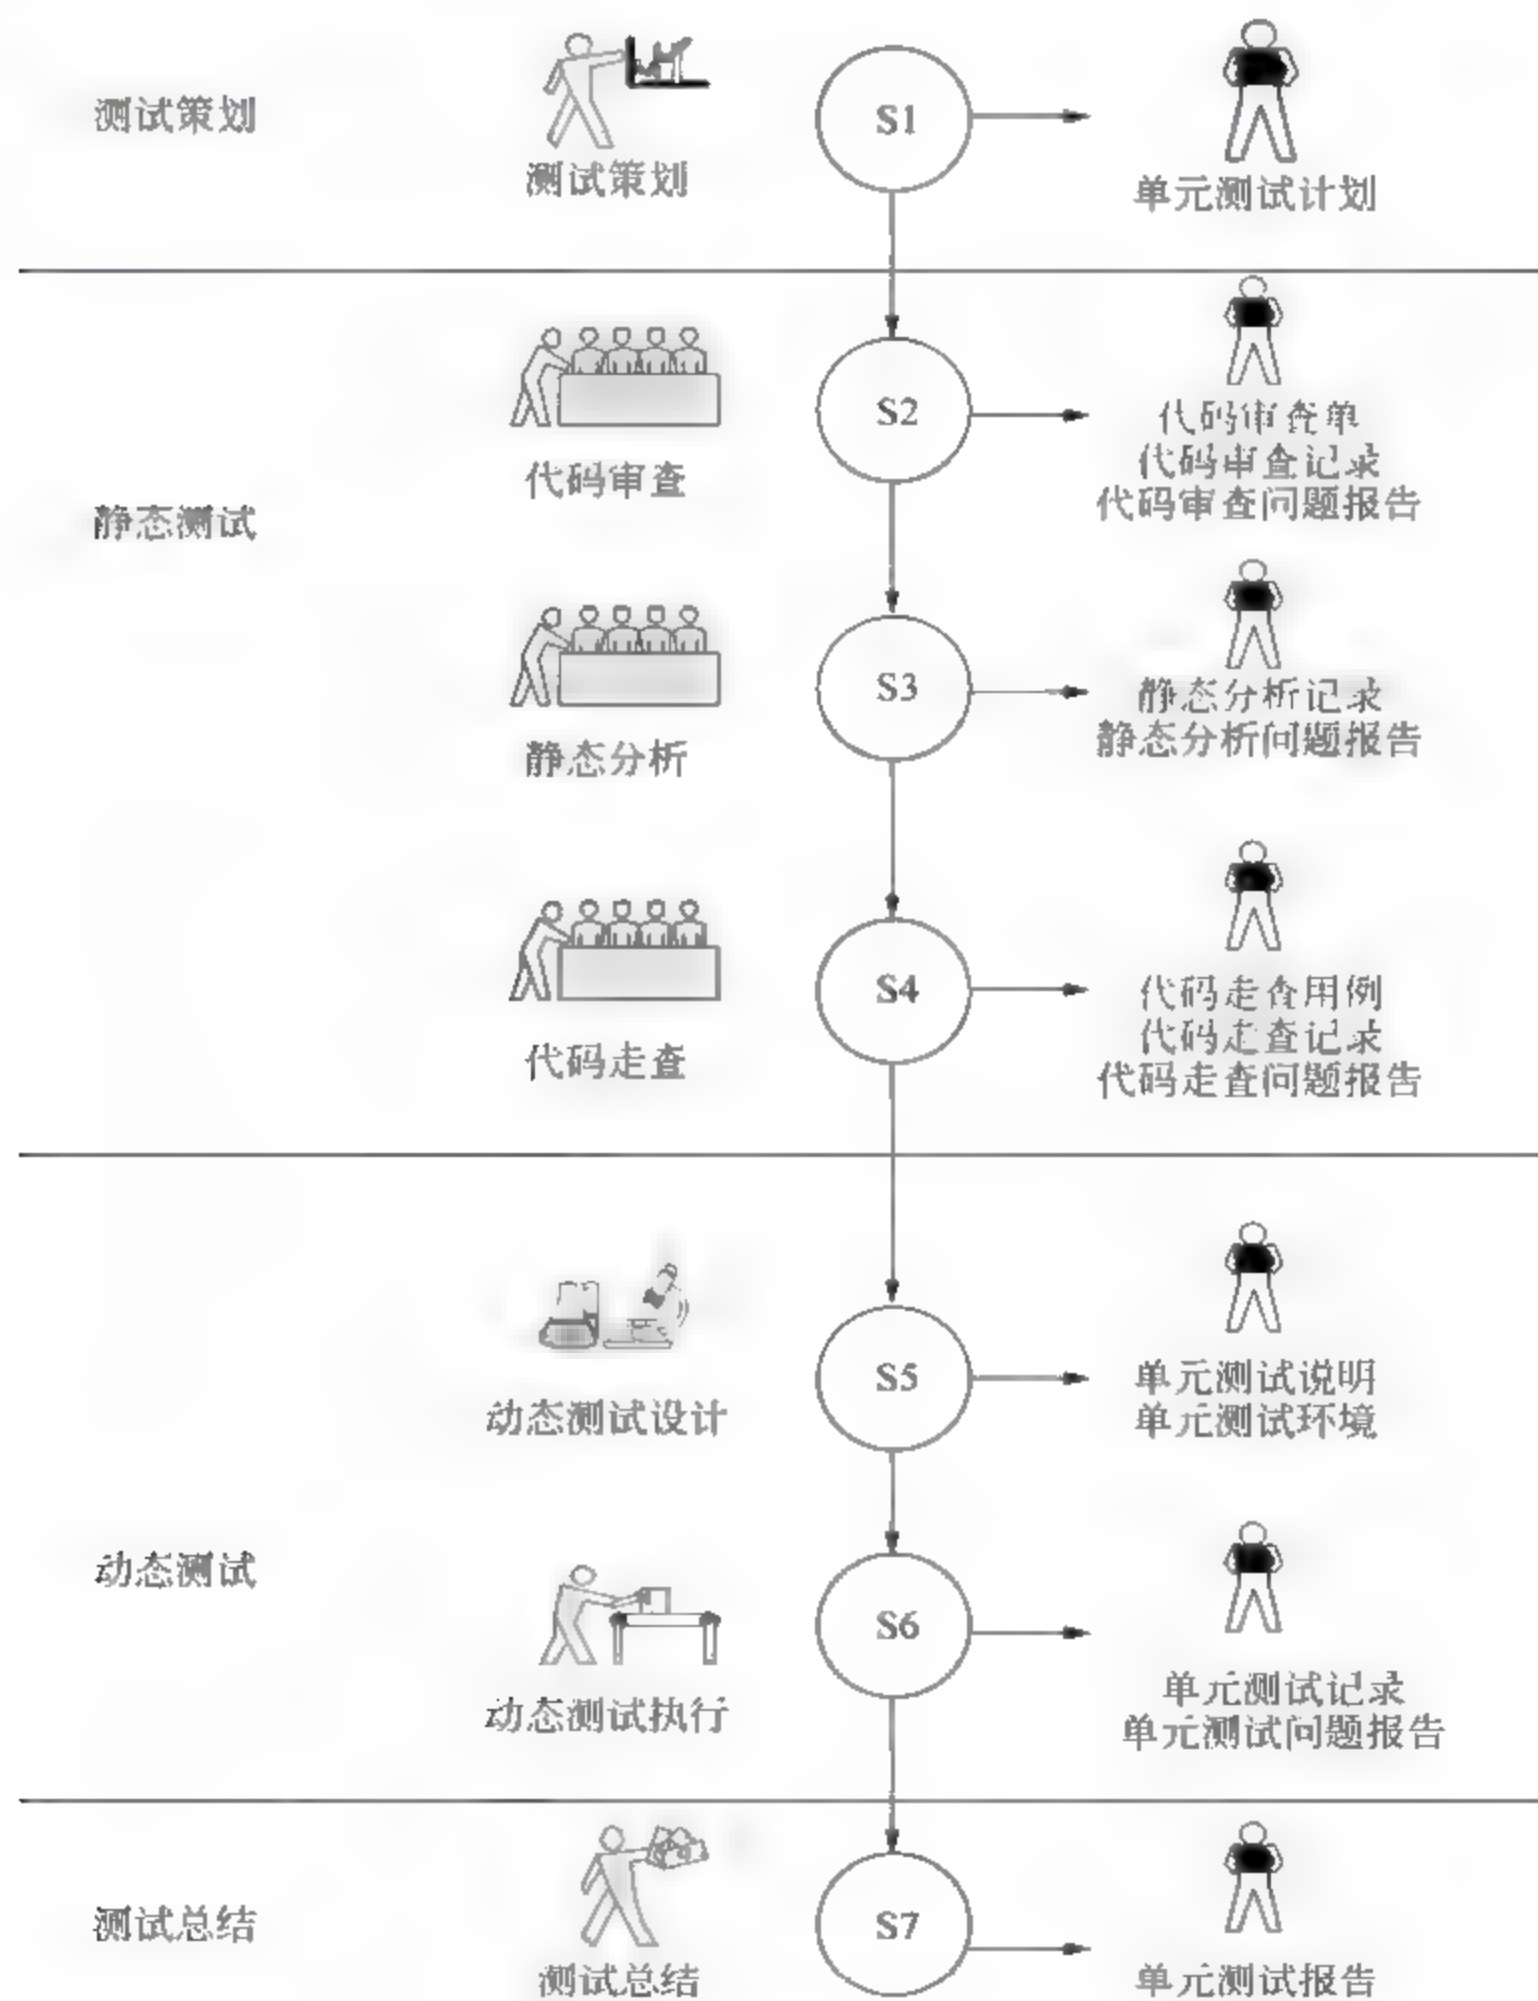 测试策划
测试策划
S1
单元测试计划
静态测试
代码审查
S2
代码审查单
代码审查记录
代码审查问题报告
静态分析
S3
静态分析记录
静态分析问题报告
代码走查
S4
代码走查用例
代码走查记录
代码走查问题报告
动态测试
动态测试设计
S5
单元测试说明
单元测试环境
动态测试执行
S6
单元测试记录
单元测试问题报告
测试总结
测试总结
S7
单元测试报告